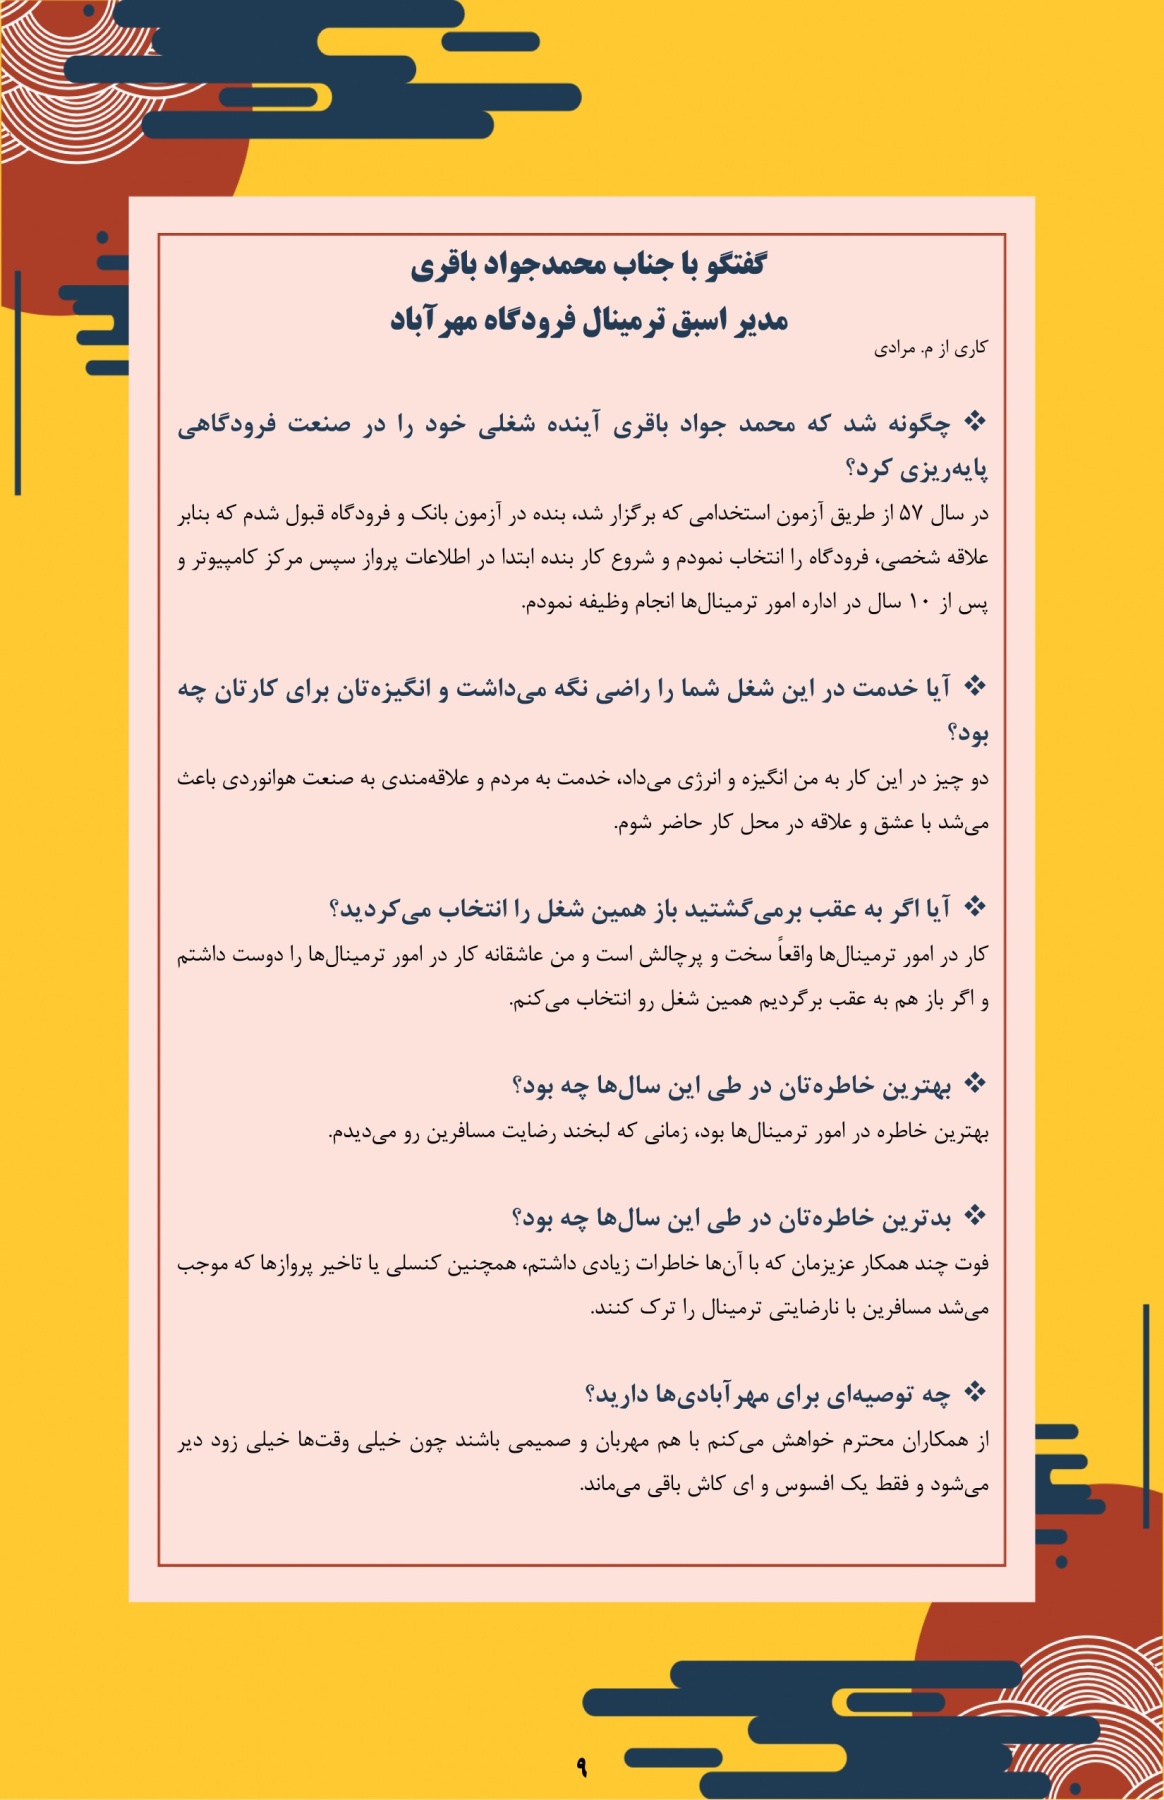 گفتگو با جناب محمدجواد باقری
مدیر اسبق ترمینال فرودگاه مهرآباد
کاری از م. مرادی
❖ چگونه شد که محمد جواد باقری آینده شغلی خود را در صنعت فرودگاهی
پایه‌ریزی کرد؟
در سال ۵۷ از طریق آزمون استخدامی که برگزار شد، بنده در آزمون بانک و فرودگاه قبول شدم که بنابر
علاقه شخصی، فرودگاه را انتخاب نمودم و شروع کار بنده ابتدا در اطلاعات پرواز سپس مرکز کامپیوتر و
پس از ۱۰ سال در اداره امور ترمینال‌ها انجام وظیفه نمودم.
❖ آیا خدمت در این شغل شما را راضی نگه می‌داشت و انگیزه‌تان برای کارتان چه
بود؟
دو چیز در این کار به من انگیزه و انرژی می‌داد، خدمت به مردم و علاقه‌مندی به صنعت هوانوردی باعث
می‌شد با عشق و علاقه در محل کار حاضر شوم.
❖ آیا اگر به عقب برمی‌گشتید باز همین شغل را انتخاب می‌کردید؟
کار در امور ترمینال‌ها واقعاً سخت و پرچالش است و من عاشقانه کار در امور ترمینال‌ها را دوست داشتم
و اگر باز هم به عقب برگردیم همین شغل رو انتخاب می‌کنم.
❖ بهترین خاطره‌تان در طی این سال‌ها چه بود؟
بهترین خاطره در امور ترمینال‌ها بود، زمانی که لبخند رضایت مسافرین رو می‌دیدم.
❖ بدترین خاطره‌تان در طی این سال‌ها چه بود؟
فوت چند همکار عزیزمان که با آن‌ها خاطرات زیادی داشتم، همچنین کنسلی یا تاخیر پروازها که موجب
می‌شد مسافرین با نارضایتی ترمینال را ترک کنند.
❖ چه توصیه‌ای برای مهرآبادی‌ها دارید؟
از همکاران محترم خواهش می‌کنم با هم مهربان و صمیمی باشند چون خیلی وقت‌ها خیلی زود دیر
می‌شود و فقط یک افسوس و ای کاش باقی می‌ماند.
۹